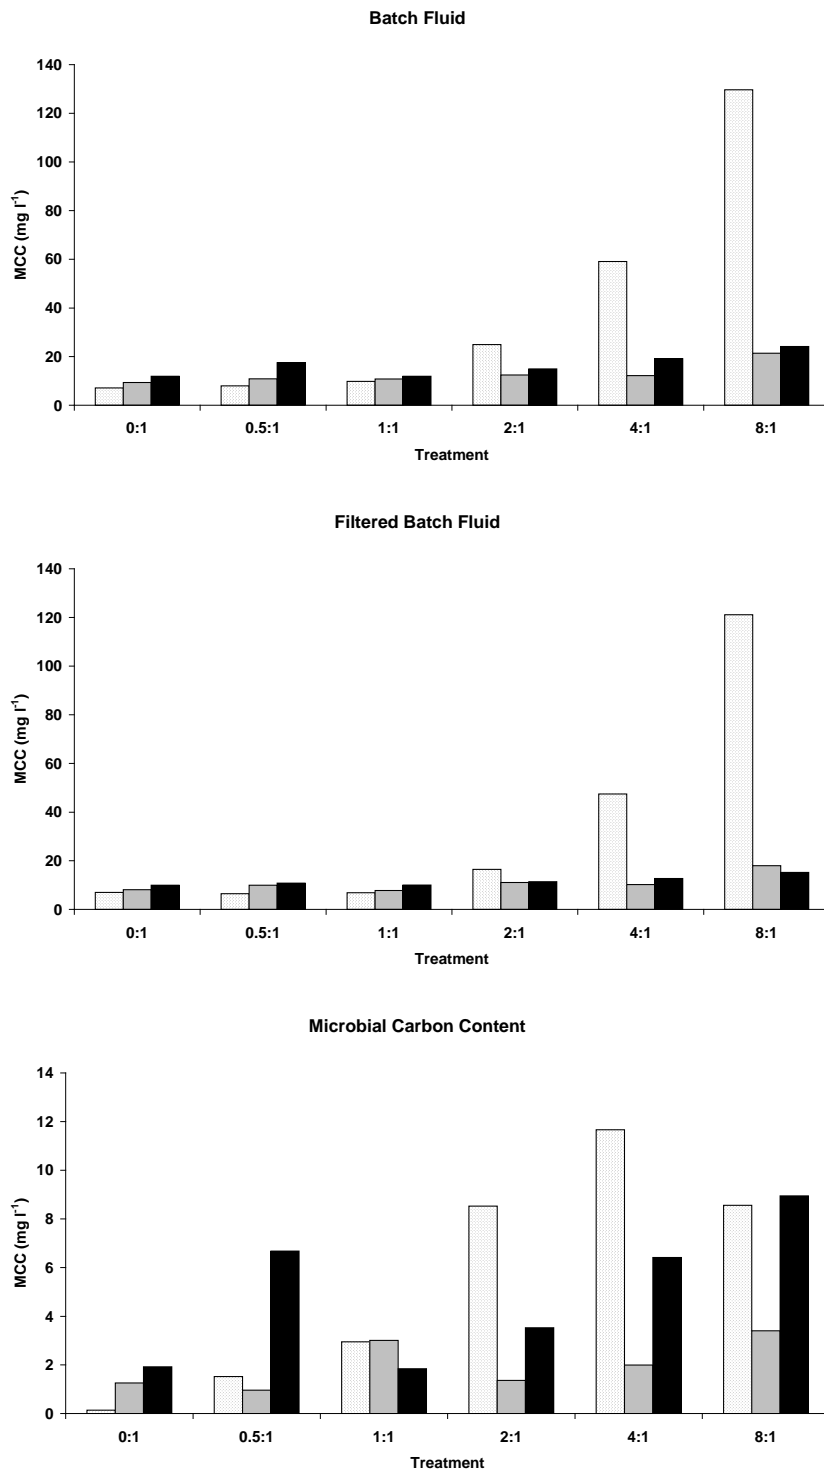 Batch Fluid
140
120
100
80
60
40
20
0
MCC (mg l⁻¹)
0:1 0.5:1 1:1 2:1 4:1 8:1
Treatment
Filtered Batch Fluid
140
120
100
80
60
40
20
0
MCC (mg l⁻¹)
0:1 0.5:1 1:1 2:1 4:1 8:1
Treatment
Microbial Carbon Content
14
12
10
8
6
4
2
0
MCC (mg l⁻¹)
0:1 0.5:1 1:1 2:1 4:1 8:1
Treatment